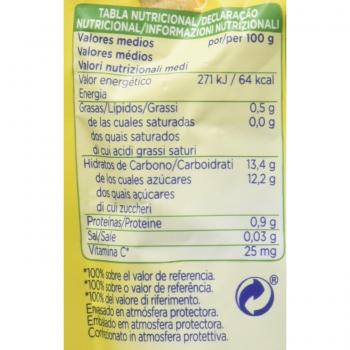 TABLA NUTRICIONAL/DECLARAÇÃO
NUTRICIONAL/INFORMAZIONI NUTRIZIONALI
Valores medios por/per 100 g
Valores médios
Valori nutrizionali medi
Valor energético 271 kJ / 64 kcal
Energia
Grasas/Lípidos/Grassi 0,5 g
de las cuales saturadas 0,0 g
dos quais saturados
di cui acidi grassi saturi
Hidratos de Carbono/Carboidrati 13,4 g
de los cuales azúcares 12,2 g
dos quais açúcares
di cui zuccheri
Proteínas/Proteine 0,9 g
Sal/Sale 0,03 g
Vitamina C* 25 mg
*100% sobre el valor de referencia.
*100% sobre o valor de referência.
*100% del valore di riferimento.
Envasado en atmósfera protectora.
Embalado em atmosfera protectora.
Confezionato in atmosfera protettiva.